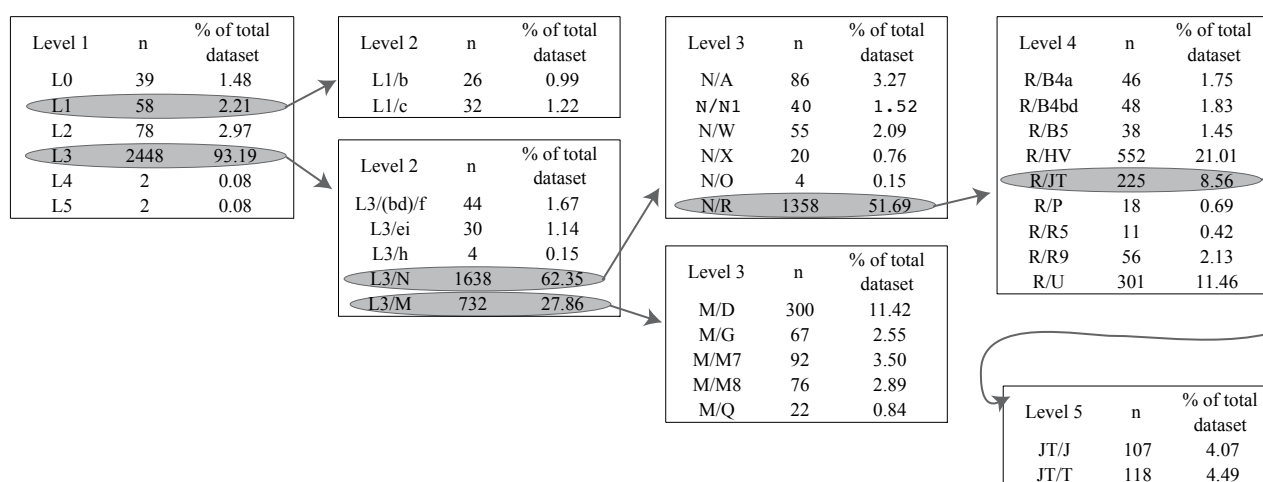 Level 1 n % of total dataset
L0 39 1.48
L1 58 2.21
L2 78 2.97
L3 2448 93.19
L4 2 0.08
L5 2 0.08
Level 2 n % of total dataset
L1/b 26 0.99
L1/c 32 1.22
Level 2 n % of total dataset
L3/(bd)/f 44 1.67
L3/ei 30 1.14
L3/h 4 0.15
L3/N 1638 62.35
L3/M 732 27.86
Level 3 n % of total dataset
N/A 86 3.27
N/N1 40 1.52
N/W 55 2.09
N/X 20 0.76
N/O 4 0.15
N/R 1358 51.69
Level 3 n % of total dataset
M/D 300 11.42
M/G 67 2.55
M/M7 92 3.50
M/M8 76 2.89
M/Q 22 0.84
Level 4 n % of total dataset
R/B4a 46 1.75
R/B4bd 48 1.83
R/B5 38 1.45
R/HV 552 21.01
R/JT 225 8.56
R/P 18 0.69
R/R5 11 0.42
R/R9 56 2.13
R/U 301 11.46
Level 5 n % of total dataset
JT/J 107 4.07
JT/T 118 4.49